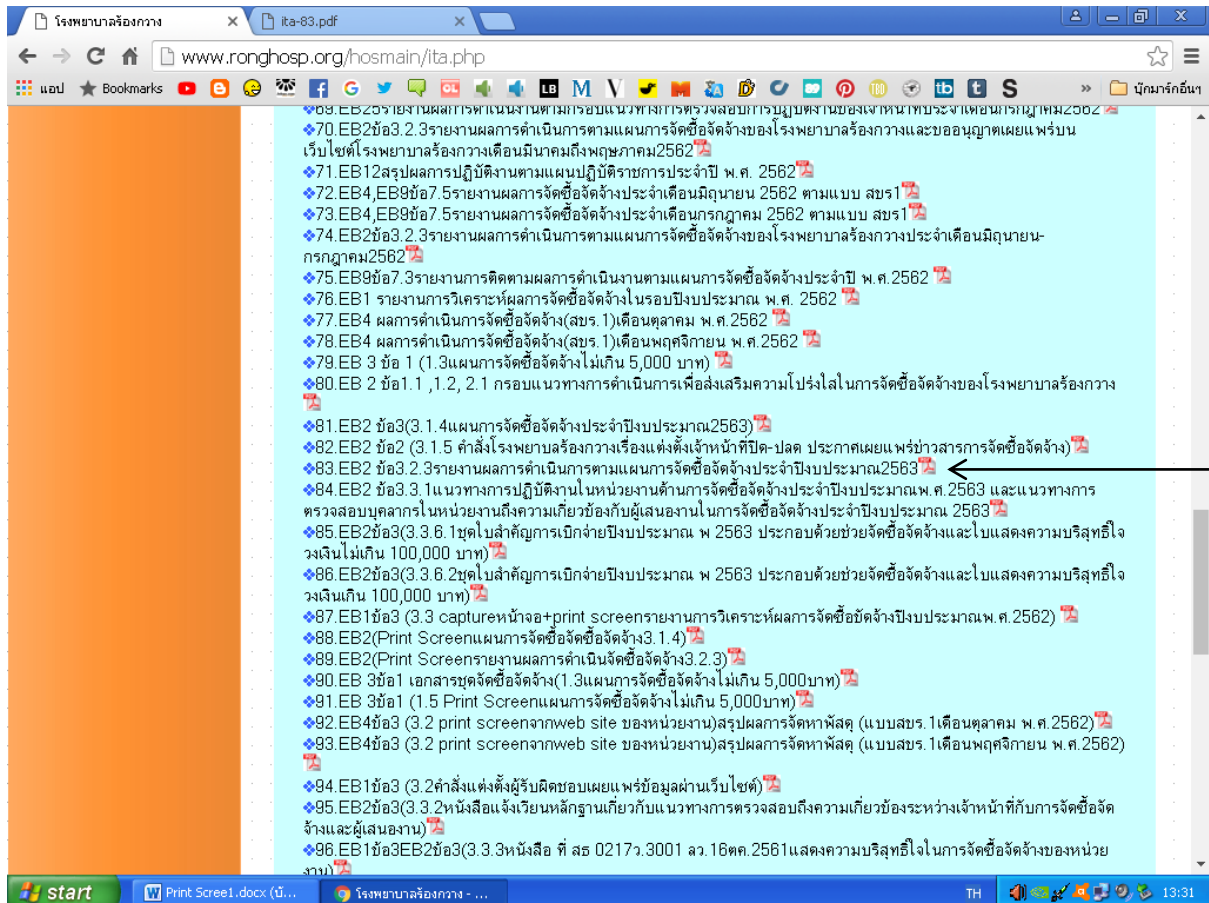 โรงพยาบาลร้องกวาง
ita-83.pdf
www.ronghosp.org/hosmain/ita.php
แอป
Bookmarks
บุ๊กมาร์กอื่นๆ
69.EB25รายงานผลการดำเนินงานตามกรอบแนวทางการตรวจสอบการปฏิบัติงานของเจ้าหน้าที่ประจำเดือนกรกฎาคม2562
70.EB2ข้อ3.2.3รายงานผลการดำเนินการตามแผนการจัดซื้อจัดจ้างของโรงพยาบาลร้องกวางและขออนุญาตเผยแพร่บน
เว็บไซต์โรงพยาบาลร้องกวางเดือนมีนาคมถึงพฤษภาคม2562
71.EB12สรุปผลการปฏิบัติงานตามแผนปฏิบัติราชการประจำปี พ.ศ. 2562
72.EB4,EB9ข้อ7.5รายงานผลการจัดซื้อจัดจ้างประจำเดือนมิถุนายน 2562 ตามแบบ สขร1
73.EB4,EB9ข้อ7.5รายงานผลการจัดซื้อจัดจ้างประจำเดือนกรกฎาคม 2562 ตามแบบ สขร1
74.EB2ข้อ3.2.3รายงานผลการดำเนินการตามแผนการจัดซื้อจัดจ้างของโรงพยาบาลร้องกวางประจำเดือนมิถุนายน-
กรกฎาคม2562
75.EB9ข้อ7.3รายงานการติดตามผลการดำเนินงานตามแผนการจัดซื้อจัดจ้างประจำปี พ.ศ.2562
76.EB1 รายงานการวิเคราะห์ผลการจัดซื้อจัดจ้างในรอบปีงบประมาณ พ.ศ. 2562
77.EB4 ผลการดำเนินการจัดซื้อจัดจ้าง(สขร.1)เดือนตุลาคม พ.ศ.2562
78.EB4 ผลการดำเนินการจัดซื้อจัดจ้าง(สขร.1)เดือนพฤศจิกายน พ.ศ.2562
79.EB 3 ข้อ 1 (1.3แผนการจัดซื้อจัดจ้างไม่เกิน 5,000 บาท)
80.EB 2 ข้อ1.1 ,1.2, 2.1 กรอบแนวทางการดำเนินการเพื่อส่งเสริมความโปร่งใสในการจัดซื้อจัดจ้างของโรงพยาบาลร้องกวาง
81.EB2 ข้อ3(3.1.4แผนการจัดซื้อจัดจ้างประจำปีงบประมาณ2563)
82.EB2 ข้อ2 (3.1.5 คำสั่งโรงพยาบาลร้องกวางเรื่องแต่งตั้งเจ้าหน้าที่ปิด-ปลด ประกาศเผยแพร่ข่าวสารการจัดซื้อจัดจ้าง)
83.EB2 ข้อ3.2.3รายงานผลการดำเนินการตามแผนการจัดซื้อจัดจ้างประจำปีงบประมาณ2563
84.EB2 ข้อ3.3.1แนวทางการปฏิบัติงานในหน่วยงานด้านการจัดซื้อจัดจ้างประจำปีงบประมาณพ.ศ.2563 และแนวทางการ
ตรวจสอบบุคลากรในหน่วยงานถึงความเกี่ยวข้องกับผู้เสนองานในการจัดซื้อจัดจ้างประจำปีงบประมาณ 2563
85.EB2ข้อ3(3.3.6.1ชุดใบสำคัญการเบิกจ่ายปีงบประมาณ พ 2563 ประกอบด้วยช่วยจัดซื้อจัดจ้างและใบแสดงความบริสุทธิ์ใจ
วงเงินไม่เกิน 100,000 บาท)
86.EB2ข้อ3(3.3.6.2ชุดใบสำคัญการเบิกจ่ายปีงบประมาณ พ 2563 ประกอบด้วยช่วยจัดซื้อจัดจ้างและใบแสดงความบริสุทธิ์ใจ
วงเงินเกิน 100,000 บาท)
87.EB1ข้อ3 (3.3 captureหน้าจอ+print screenรายงานการวิเคราะห์ผลการจัดซื้อขัดจ้างปีงบประมาณพ.ศ.2562)
88.EB2(Print Screenแผนการจัดซื้อจัดซื้อจัดจ้าง3.1.4)
89.EB2(Print Screenรายงานผลการดำเนินจัดซื้อจัดจ้าง3.2.3)
90.EB 3ข้อ1 เอกสารชุดจัดซื้อจัดจ้าง(1.3แผนการจัดซื้อจัดจ้างไม่เกิน 5,000บาท)
91.EB 3ข้อ1 (1.5 Print Screenแผนการจัดซื้อจัดจ้างไม่เกิน 5,000บาท)
92.EB4ข้อ3 (3.2 print screenจากweb site ของหน่วยงาน)สรุปผลการจัดหาพัสดุ (แบบสขร.1เดือนตุลาคม พ.ศ.2562)
93.EB4ข้อ3 (3.2 print screenจากweb site ของหน่วยงาน)สรุปผลการจัดหาพัสดุ (แบบสขร.1เดือนพฤศจิกายน พ.ศ.2562)
94.EB1ข้อ3 (3.2คำสั่งแต่งตั้งผู้รับผิดชอบเผยแพร่ข้อมูลผ่านเว็บไซต์)
95.EB2ข้อ3(3.3.2หนังสือแจ้งเวียนหลักฐานเกี่ยวกับแนวทางการตรวจสอบถึงความเกี่ยวข้องระหว่างเจ้าหน้าที่กับการจัดซื้อจัด
จ้างและผู้เสนองาน)
96.EB1ข้อ3EB2ข้อ3(3.3.3หนังสือ ที่ สธ 0217ว.3001 ลว.16ตค.2561แสดงความบริสุทธิ์ใจในการจัดซื้อจัดจ้างของหน่วย
งาน)
start
Print Scree1.docx (บั...
โรงพยาบาลร้องกวาง - ...
TH
13:31